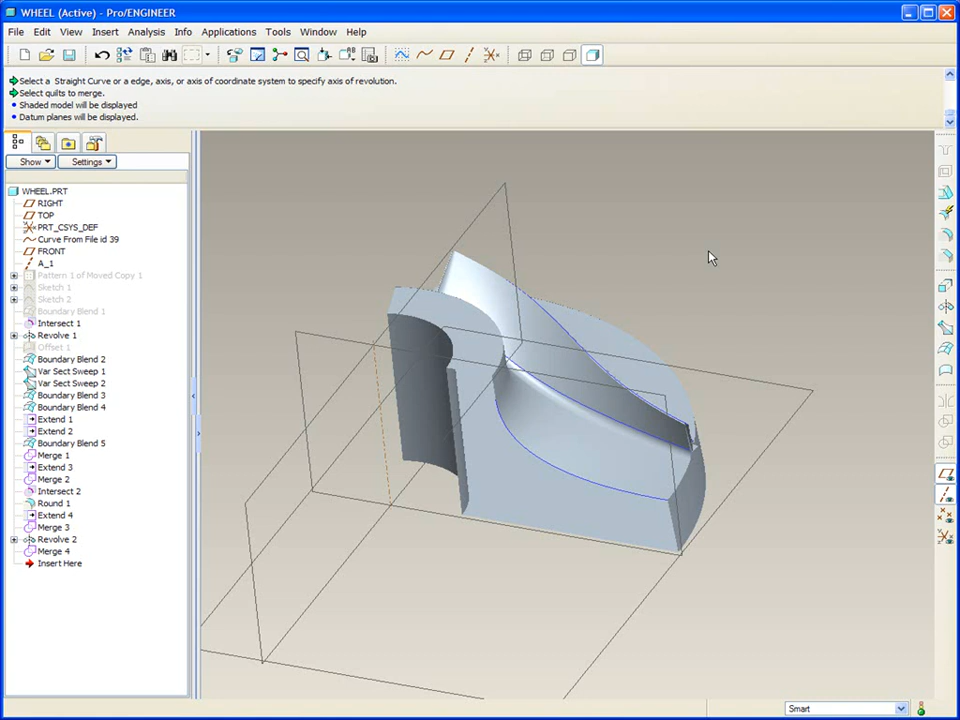 WHEEL (Active) - Pro/ENGINEER
File Edit View Insert Analysis Info Applications Tools Window Help
Select a Straight Curve or a edge, axis, or axis of coordinate system to specify axis of revolution.
Select quilts to merge.
Shaded model will be displayed
Datum planes will be displayed.
Show Settings
WHEEL.PRT
RIGHT
TOP
PRT_CSYS_DEF
Curve From File id 39
FRONT
A_1
Pattern 1 of Moved Copy 1
Sketch 1
Sketch 2
Boundary Blend 1
Intersect 1
Revolve 1
Offset 1
Boundary Blend 2
Var Sect Sweep 1
Var Sect Sweep 2
Boundary Blend 3
Boundary Blend 4
Extend 1
Extend 2
Boundary Blend 5
Merge 1
Extend 3
Merge 2
Intersect 2
Round 1
Extend 4
Merge 3
Revolve 2
Merge 4
Insert Here
Smart